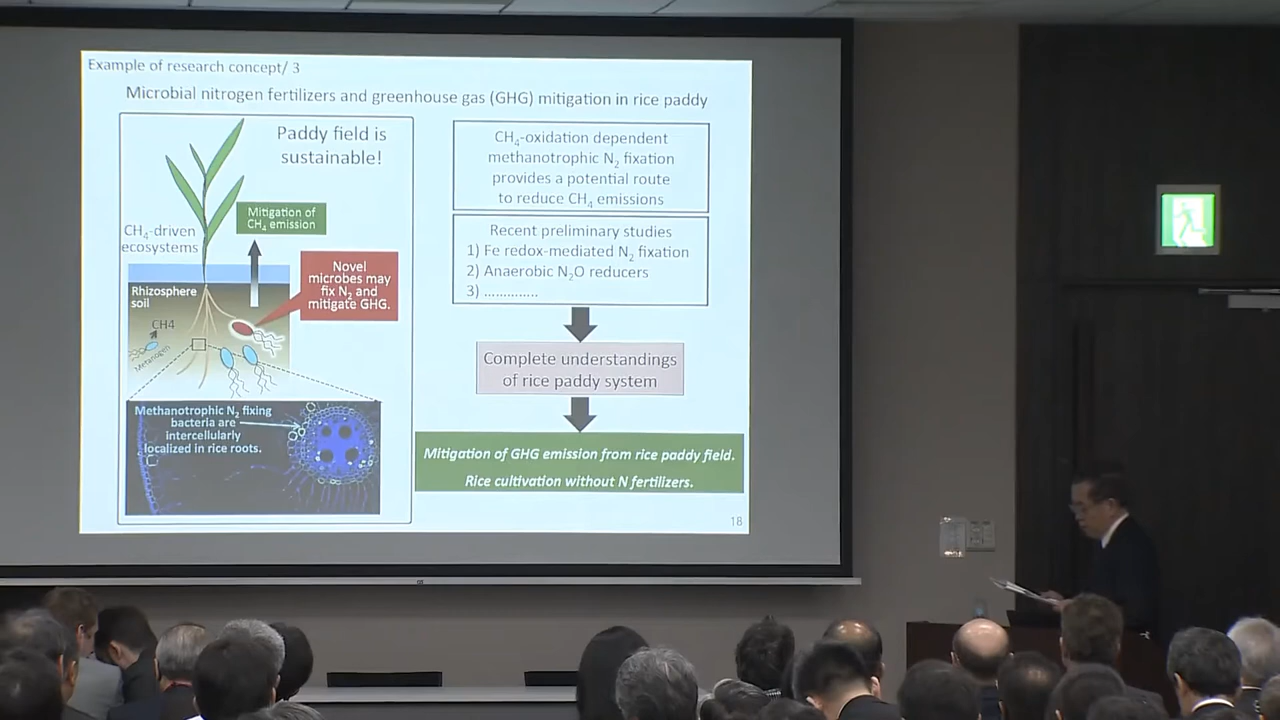 Example of research concept/ 3
Microbial nitrogen fertilizers and greenhouse gas (GHG) mitigation in rice paddy
Paddy field is
sustainable!
Mitigation of
CH₄ emission
CH₄-driven
ecosystems
Novel
microbes may
fix N₂ and
mitigate GHG.
Rhizosphere
soil
CH4
Metanogen
Methanotrophic N₂ fixing
bacteria are
intercellularly
localized in rice roots.
CH₄-oxidation dependent
methanotrophic N₂ fixation
provides a potential route
to reduce CH₄ emissions
Recent preliminary studies
1) Fe redox-mediated N₂ fixation
2) Anaerobic N₂O reducers
3) ..............
Complete understandings
of rice paddy system
Mitigation of GHG emission from rice paddy field.
Rice cultivation without N fertilizers.
18